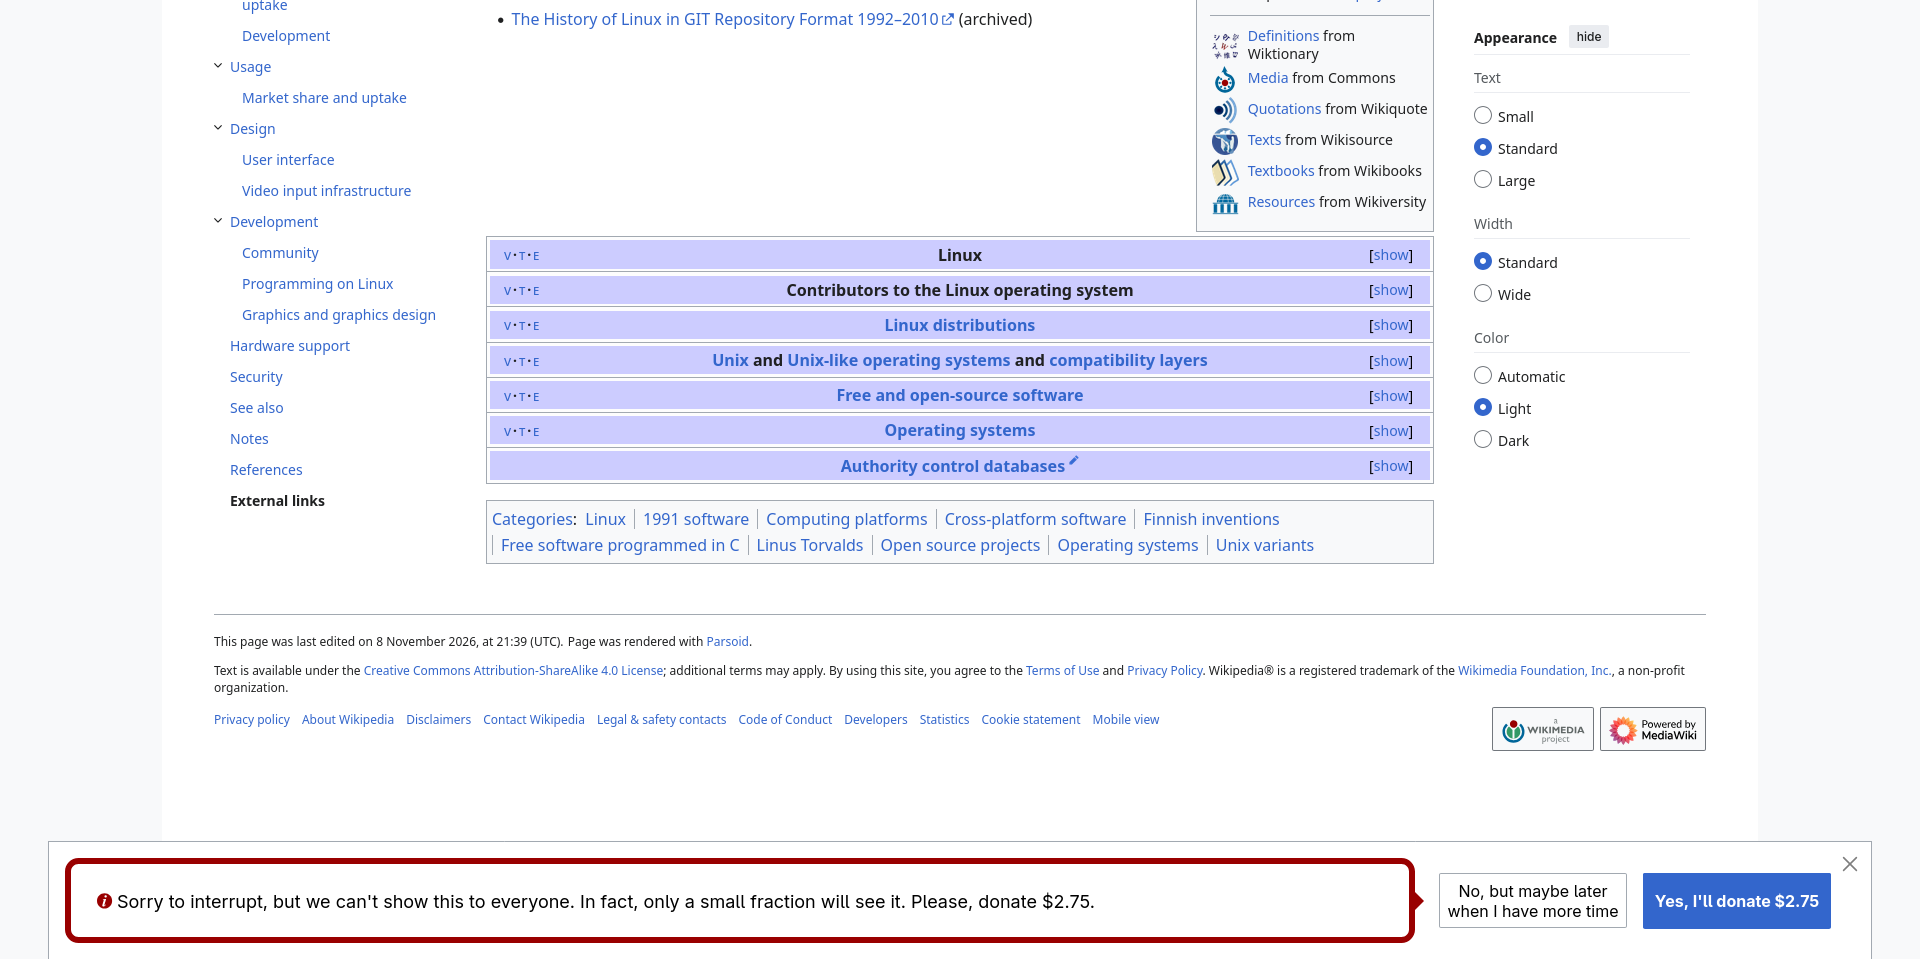 uptake
Development
Usage
Market share and uptake
Design
User interface
Video input infrastructure
Development
Community
Programming on Linux
Graphics and graphics design
Hardware support
Security
See also
Notes
References
External links
• The History of Linux in GIT Repository Format 1992–2010 (archived)
Definitions from
Wiktionary
Media from Commons
Quotations from Wikiquote
Texts from Wikisource
Textbooks from Wikibooks
Resources from Wikiversity
V·T·E Linux [show]
V·T·E Contributors to the Linux operating system [show]
V·T·E Linux distributions [show]
V·T·E Unix and Unix-like operating systems and compatibility layers [show]
V·T·E Free and open-source software [show]
V·T·E Operating systems [show]
Authority control databases [show]
Categories: Linux | 1991 software | Computing platforms | Cross-platform software | Finnish inventions
| Free software programmed in C | Linus Torvalds | Open source projects | Operating systems | Unix variants
Appearance hide
Text
Small
Standard
Large
Width
Standard
Wide
Color
Automatic
Light
Dark
This page was last edited on 8 November 2026, at 21:39 (UTC). Page was rendered with Parsoid.
Text is available under the Creative Commons Attribution-ShareAlike 4.0 License; additional terms may apply. By using this site, you agree to the Terms of Use and Privacy Policy. Wikipedia® is a registered trademark of the Wikimedia Foundation, Inc., a non-profit
organization.
Privacy policy About Wikipedia Disclaimers Contact Wikipedia Legal & safety contacts Code of Conduct Developers Statistics Cookie statement Mobile view
a
WIKIMEDIA
project
Powered by
MediaWiki
Sorry to interrupt, but we can't show this to everyone. In fact, only a small fraction will see it. Please, donate $2.75.
No, but maybe later
when I have more time
Yes, I'll donate $2.75